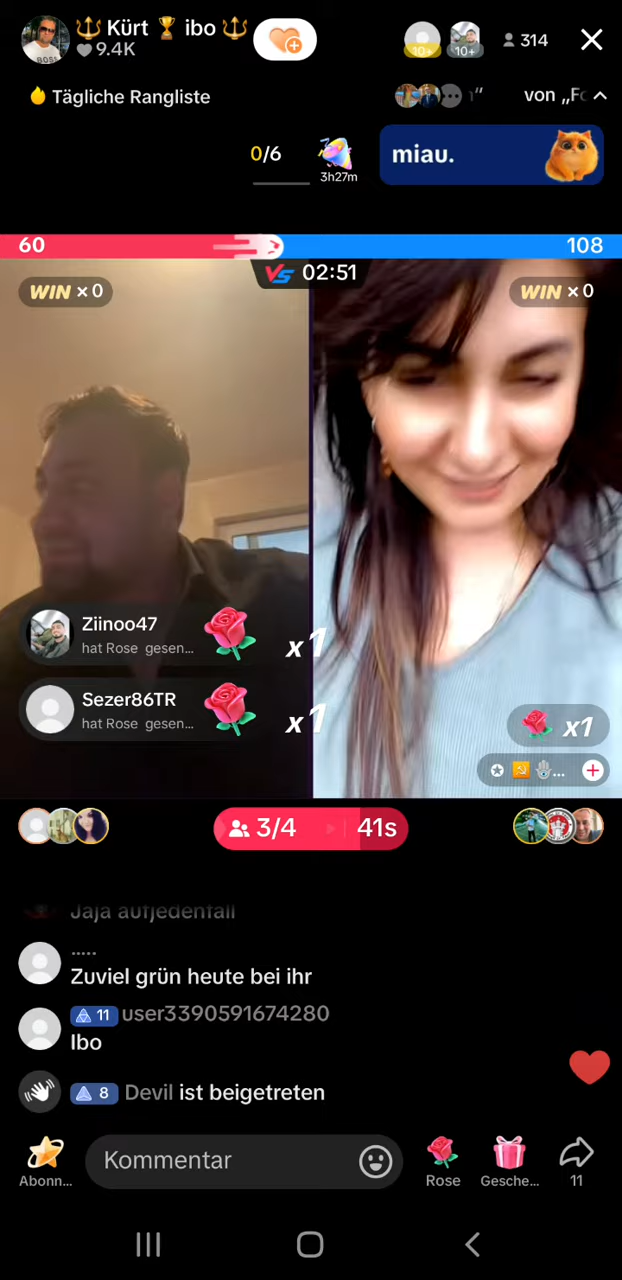 🔱 Kürt 🏆 ibo 🔱
9.4K
10+
10+
314
Tägliche Rangliste
von „Fo
0/6
3h27m
miau.
60
108
VS 02:51
WIN x 0
WIN x 0
Ziinoo47
hat Rose gesen...
x1
Sezer86TR
hat Rose gesen...
x1
x1
3/4
41s
Jaja aufjedenfall
.....
Zuviel grün heute bei ihr
11 user3390591674280
Ibo
8 Devil ist beigetreten
Abonn...
Kommentar
Rose
Gesche...
11